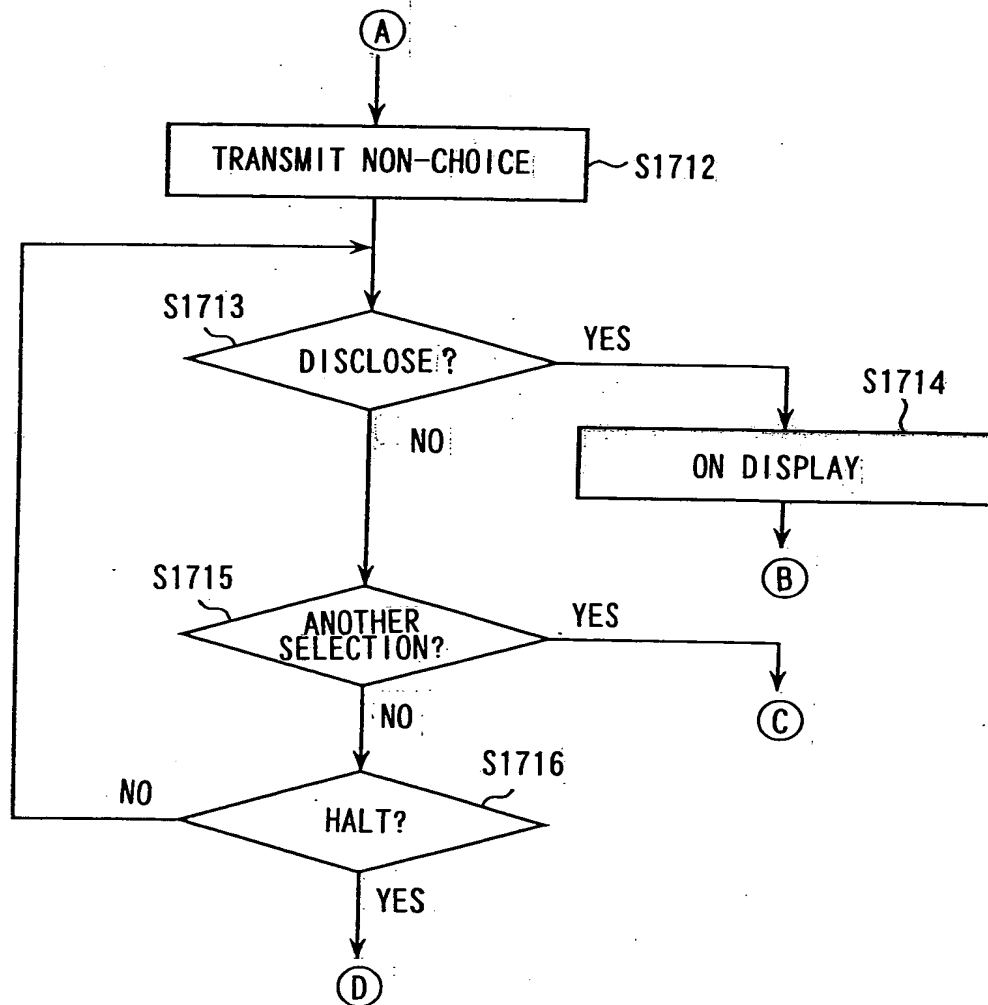 A
TRANSMIT NON-CHOICE
S1712
S1713
DISCLOSE?
YES
S1714
NO
ON DISPLAY
B
S1715
ANOTHER
SELECTION?
YES
C
NO
S1716
NO
HALT?
YES
D